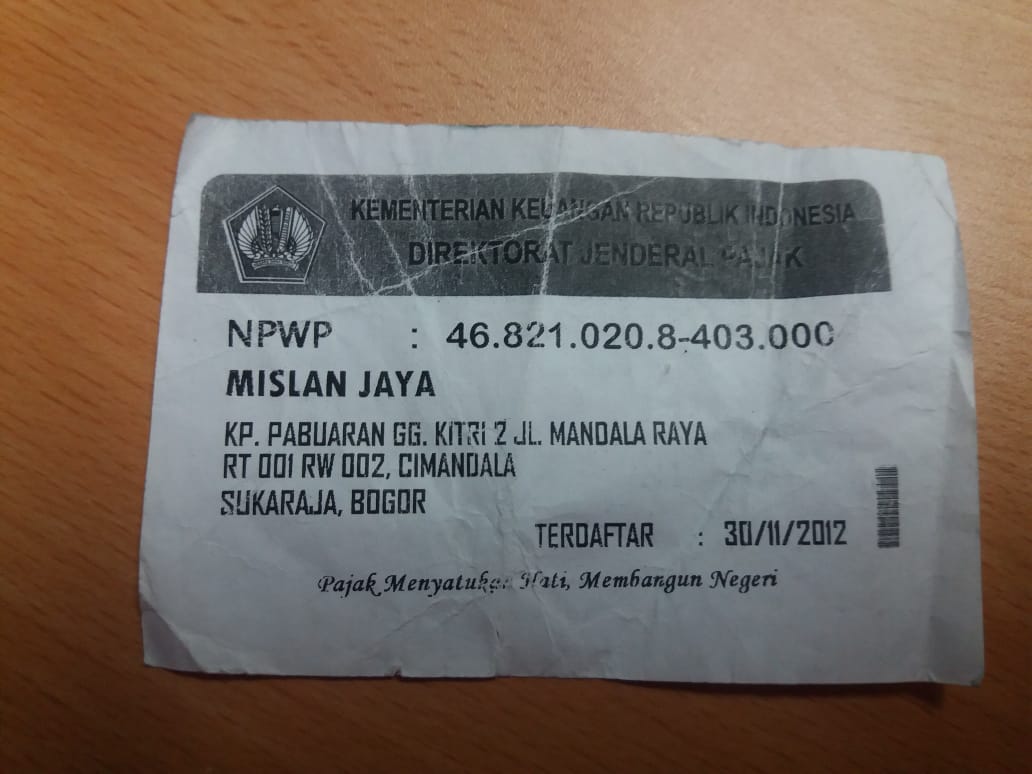 KEMENTERIAN KEUANGAN REPUBLIK INDONESIA
DIREKTORAT JENDERAL PAJAK
NPWP : 46.821.020.8-403.000
MISLAN JAYA
KP. PABUARAN GG. KITRI 2 JL. MANDALA RAYA
RT 001 RW 002, CIMANDALA
SUKARAJA, BOGOR
TERDAFTAR : 30/11/2012
Pajak Menyatukan Hati, Membangun Negeri